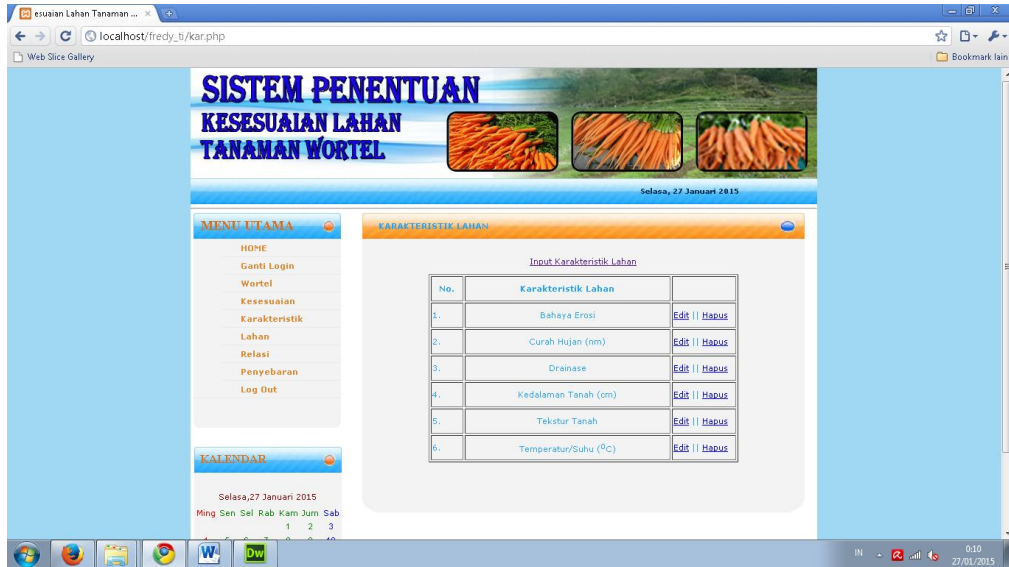 esuaian Lahan Tanaman ...
localhost/fredy_ti/kar.php
Web Slice Gallery
Bookmark lain
SISTEM PENENTUAN
KESESUAIAN LAHAN
TANAMAN WORTEL
Selasa, 27 Januari 2015
MENU UTAMA
HOME
Ganti Login
Wortel
Kesesuaian
Karakteristik
Lahan
Relasi
Penyebaran
Log Out
KARAKTERISTIK LAHAN
Input Karakteristik Lahan
No. Karakteristik Lahan
1. Bahaya Erosi Edit || Hapus
2. Curah Hujan (nm) Edit || Hapus
3. Drainase Edit || Hapus
4. Kedalaman Tanah (cm) Edit || Hapus
5. Tekstur Tanah Edit || Hapus
6. Temperatur/Suhu (⁰C) Edit || Hapus
KALENDAR
Selasa,27 Januari 2015
Ming Sen Sel Rab Kam Jum Sab
1 2 3
W
Dw
IN
0:10
27/01/2015